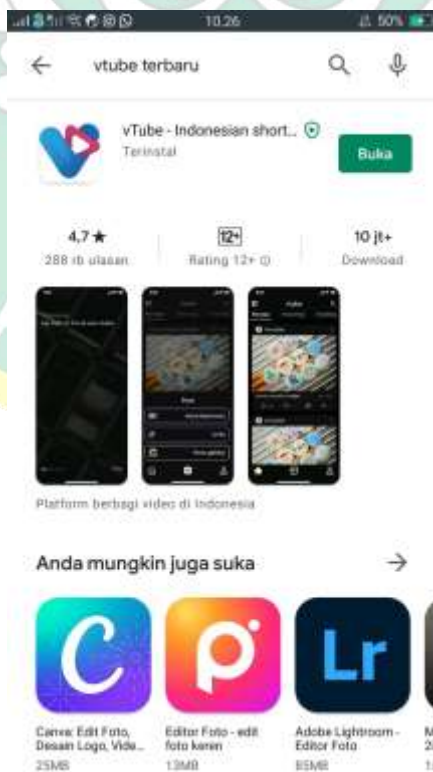 10.26
50%
vtube terbaru
vTube - Indonesian short...
Terinstal
Buka
4,7★
288 rb ulasan
12+
Rating 12+
10 jt+
Download
Platform berbagi video di Indonesia
Anda mungkin juga suka
C
Lr
Canva: Edit Foto,
Desain Logo, Vide...
25MB
Editor Foto - edit
foto keren
13MB
Adobe Lightroom -
Editor Foto
85MB